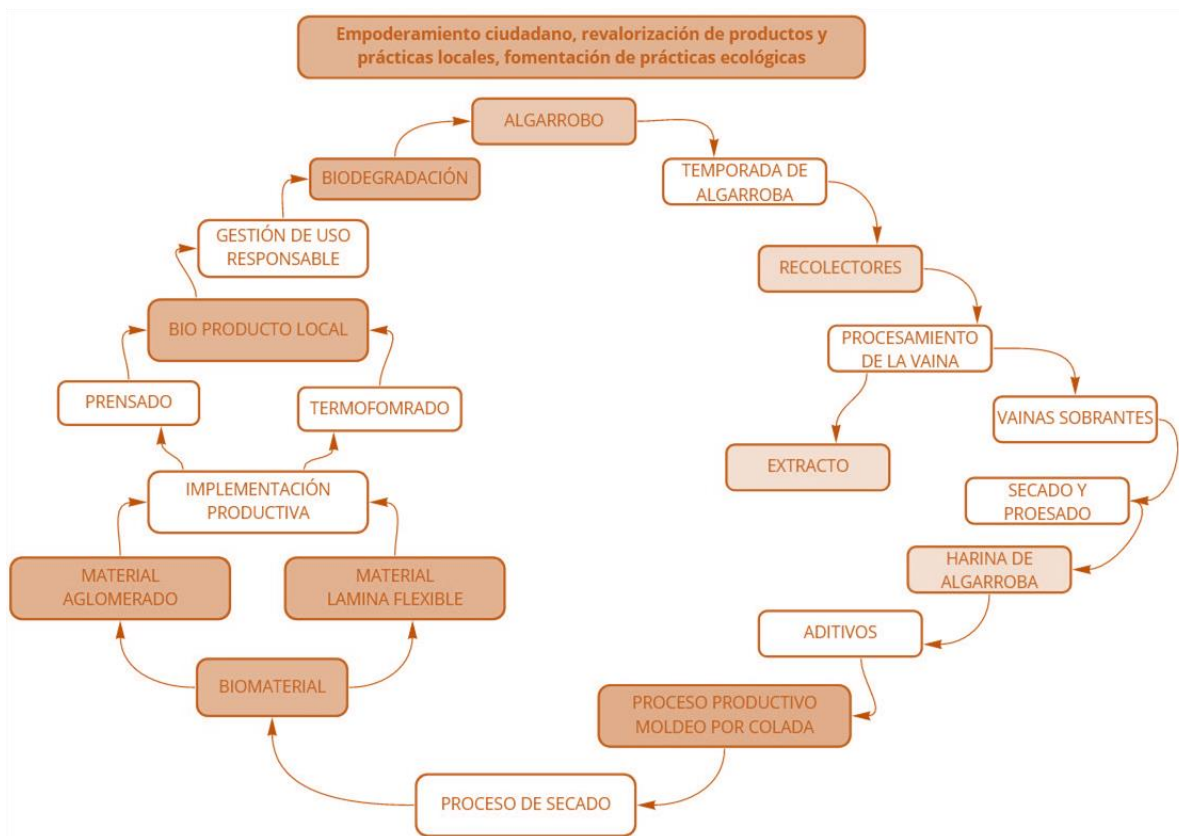 Empoderamiento ciudadano, revalorización de productos y
prácticas locales, fomentación de prácticas ecológicas
ALGARROBO
TEMPORADA DE
ALGARROBA
RECOLECTORES
PROCESAMIENTO
DE LA VAINA
VAINAS SOBRANTES
EXTRACTO
SECADO Y
PROESADO
HARINA DE
ALGARROBA
ADITIVOS
PROCESO PRODUCTIVO
MOLDEO POR COLADA
PROCESO DE SECADO
BIOMATERIAL
MATERIAL
AGLOMERADO
MATERIAL
LAMINA FLEXIBLE
IMPLEMENTACIÓN
PRODUCTIVA
PRENSADO
TERMOFOMRADO
BIO PRODUCTO LOCAL
GESTIÓN DE USO
RESPONSABLE
BIODEGRADACIÓN